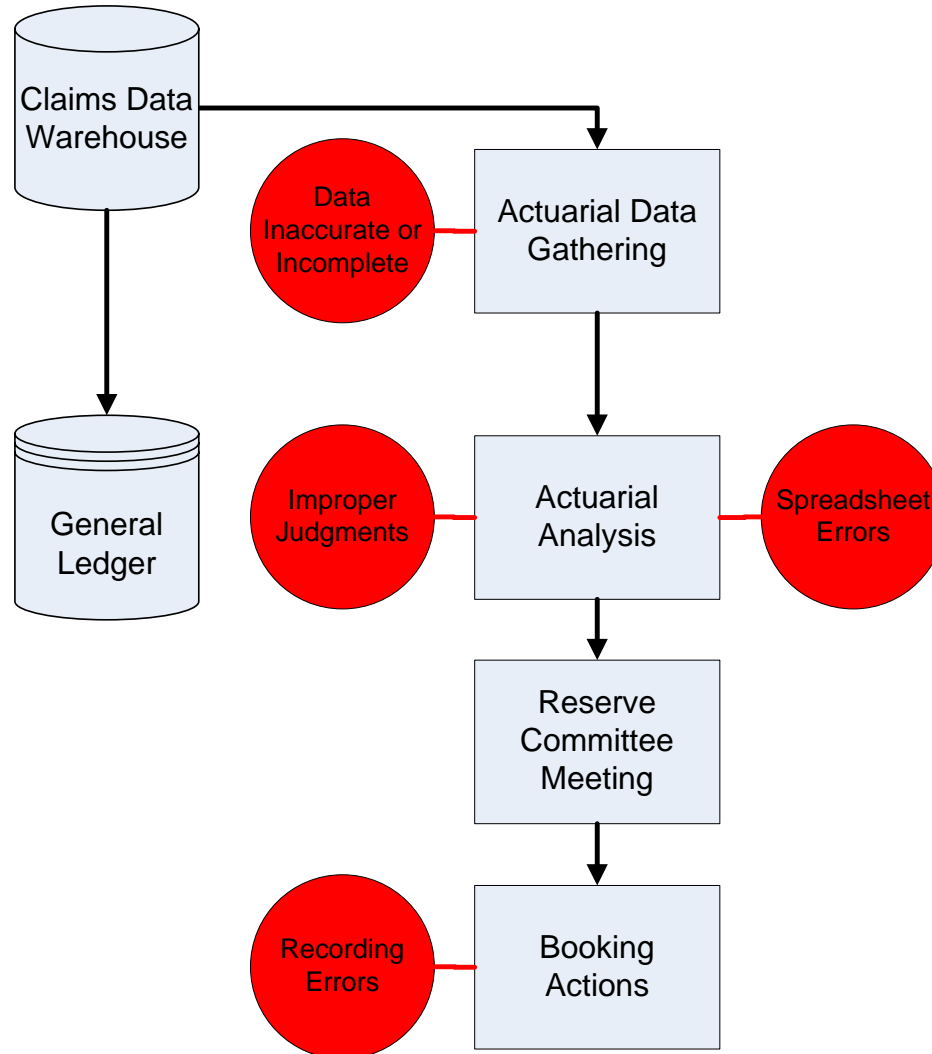 Claims Data
Warehouse
Data
Inaccurate or
Incomplete
Actuarial Data
Gathering
General
Ledger
Improper
Judgments
Actuarial
Analysis
Spreadsheet
Errors
Reserve
Committee
Meeting
Recording
Errors
Booking
Actions